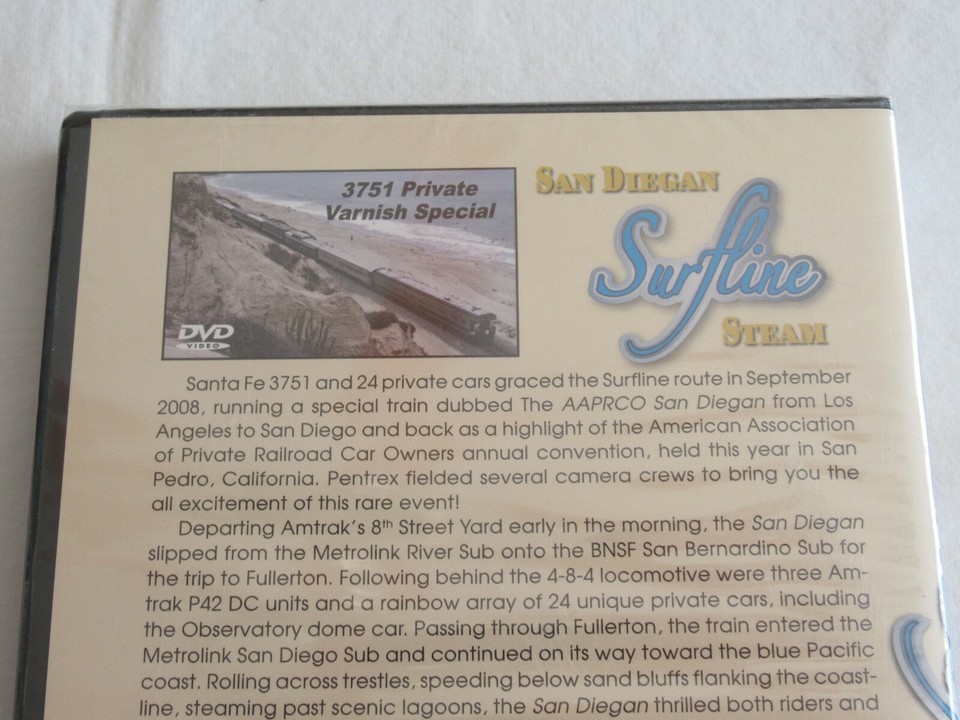 3751 Private
Varnish Special
DVD
VIDEO
SAN DIEGAN
Surfline
STEAM
Santa Fe 3751 and 24 private cars graced the Surfline route in September
2008, running a special train dubbed The AAPRCO San Diegan from Los
Angeles to San Diego and back as a highlight of the American Association
of Private Railroad Car Owners annual convention, held this year in San
Pedro, California. Pentrex fielded several camera crews to bring you the
all excitement of this rare event!
Departing Amtrak's 8th Street Yard early in the morning, the San Diegan
slipped from the Metrolink River Sub onto the BNSF San Bernardino Sub for
the trip to Fullerton. Following behind the 4-8-4 locomotive were three Am-
trak P42 DC units and a rainbow array of 24 unique private cars, including
the Observatory dome car. Passing through Fullerton, the train entered the
Metrolink San Diego Sub and continued on its way toward the blue Pacific
coast. Rolling across trestles, speeding below sand bluffs flanking the coast-
line, steaming past scenic lagoons, the San Diegan thrilled both riders and